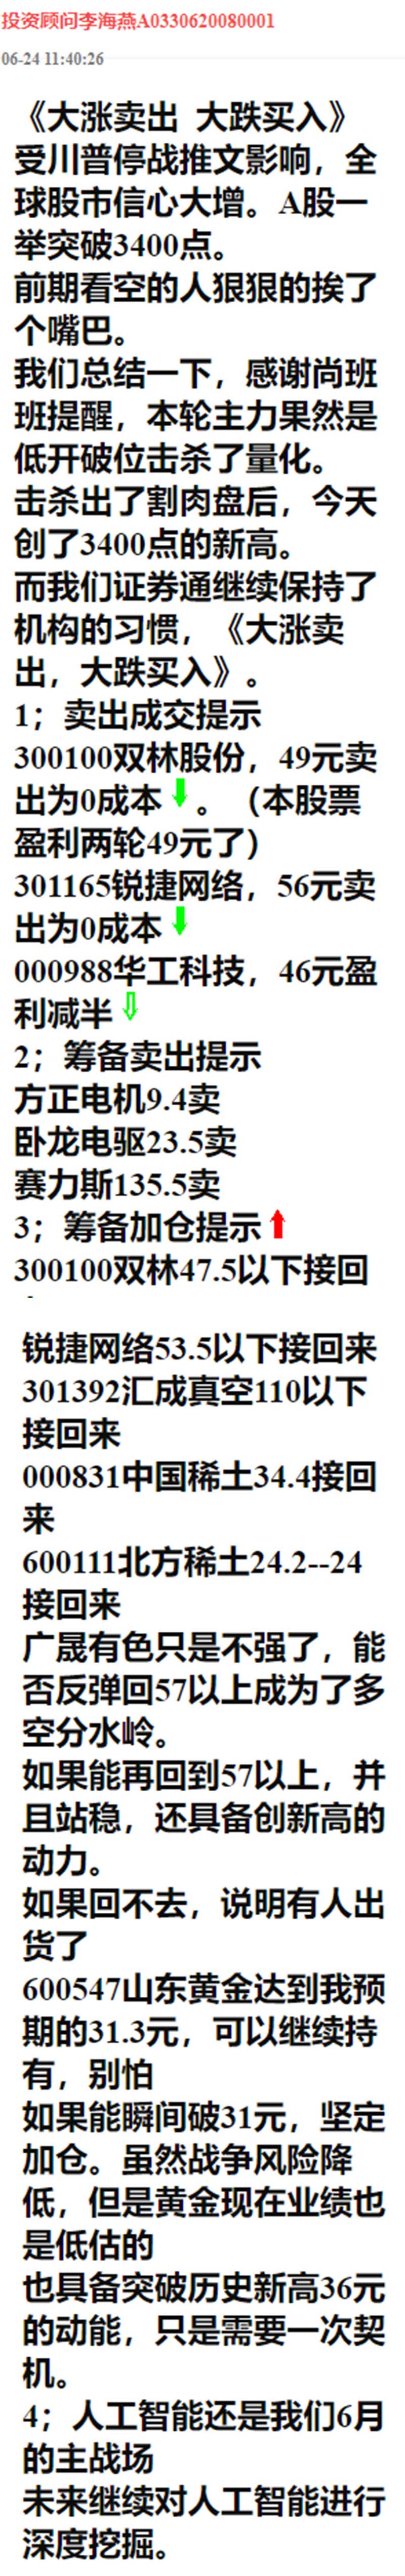 投资顾问李海燕A0330620080001
06-24 11:40:26
《大涨卖出 大跌买入》
受川普停战推文影响，全
球股市信心大增。A股一
举突破3400点。
前期看空的人狠狠的挨了
个嘴巴。
我们总结一下，感谢尚班
班提醒，本轮主力果然是
低开破位击杀了量化。
击杀出了割肉盘后，今天
创了3400点的新高。
而我们证券通继续保持了
机构的习惯，《大涨卖
出，大跌买入》。
1；卖出成交提示
300100双林股份，49元卖
出为0成本⬇。（本股票
盈利两轮49元了）
301165锐捷网络，56元卖
出为0成本⬇
000988华工科技，46元盈
利减半⇩
2；筹备卖出提示
方正电机9.4卖
卧龙电驱23.5卖
赛力斯135.5卖
3；筹备加仓提示⬆
300100双林47.5以下接回
锐捷网络53.5以下接回来
301392汇成真空110以下
接回来
000831中国稀土34.4接回
来
600111北方稀土24.2--24
接回来
广晟有色只是不强了，能
否反弹回57以上成为了多
空分水岭。
如果能再回到57以上，并
且站稳，还具备创新高的
动力。
如果回不去，说明有人出
货了
600547山东黄金达到我预
期的31.3元，可以继续持
有，别怕
如果能瞬间破31元，坚定
加仓。虽然战争风险降
低，但是黄金现在业绩也
是低估的
也具备突破历史新高36元
的动能，只是需要一次契
机。
4；人工智能还是我们6月
的主战场
未来继续对人工智能进行
深度挖掘。